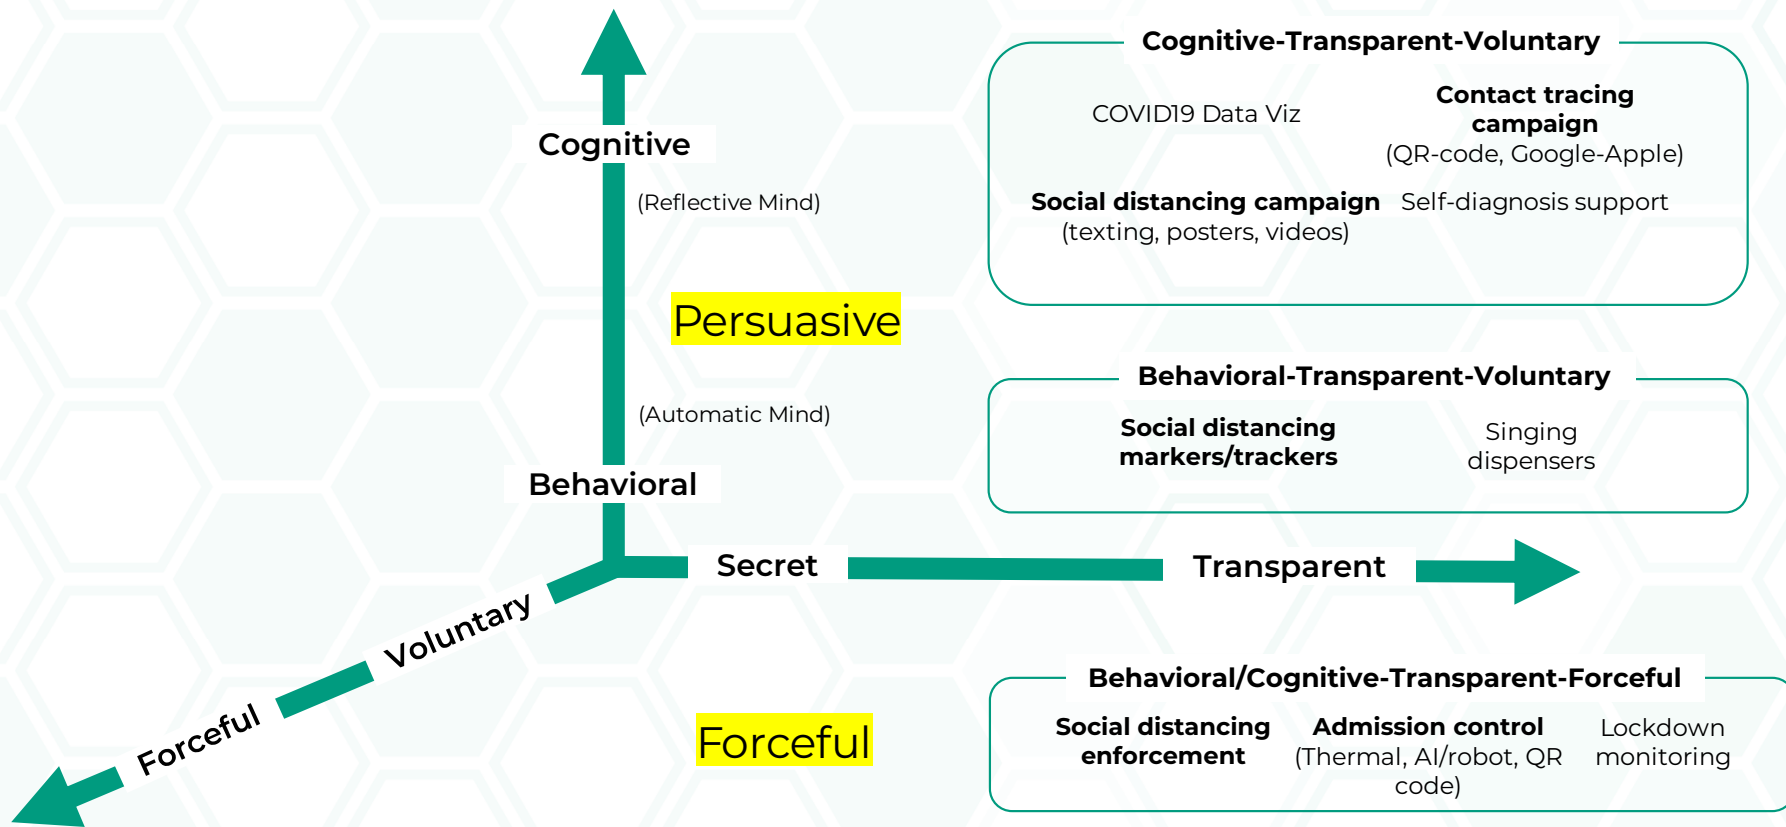 Cognitive
(Reflective Mind)
Persuasive
(Automatic Mind)
Behavioral
Secret
Transparent
Voluntary
Forceful
Forceful
Cognitive-Transparent-Voluntary
COVID19 Data Viz
Contact tracing
campaign
(QR-code, Google-Apple)
Social distancing campaign
(texting, posters, videos)
Self-diagnosis support
Behavioral-Transparent-Voluntary
Social distancing
markers/trackers
Singing
dispensers
Behavioral/Cognitive-Transparent-Forceful
Social distancing
enforcement
Admission control
(Thermal, AI/robot, QR
code)
Lockdown
monitoring